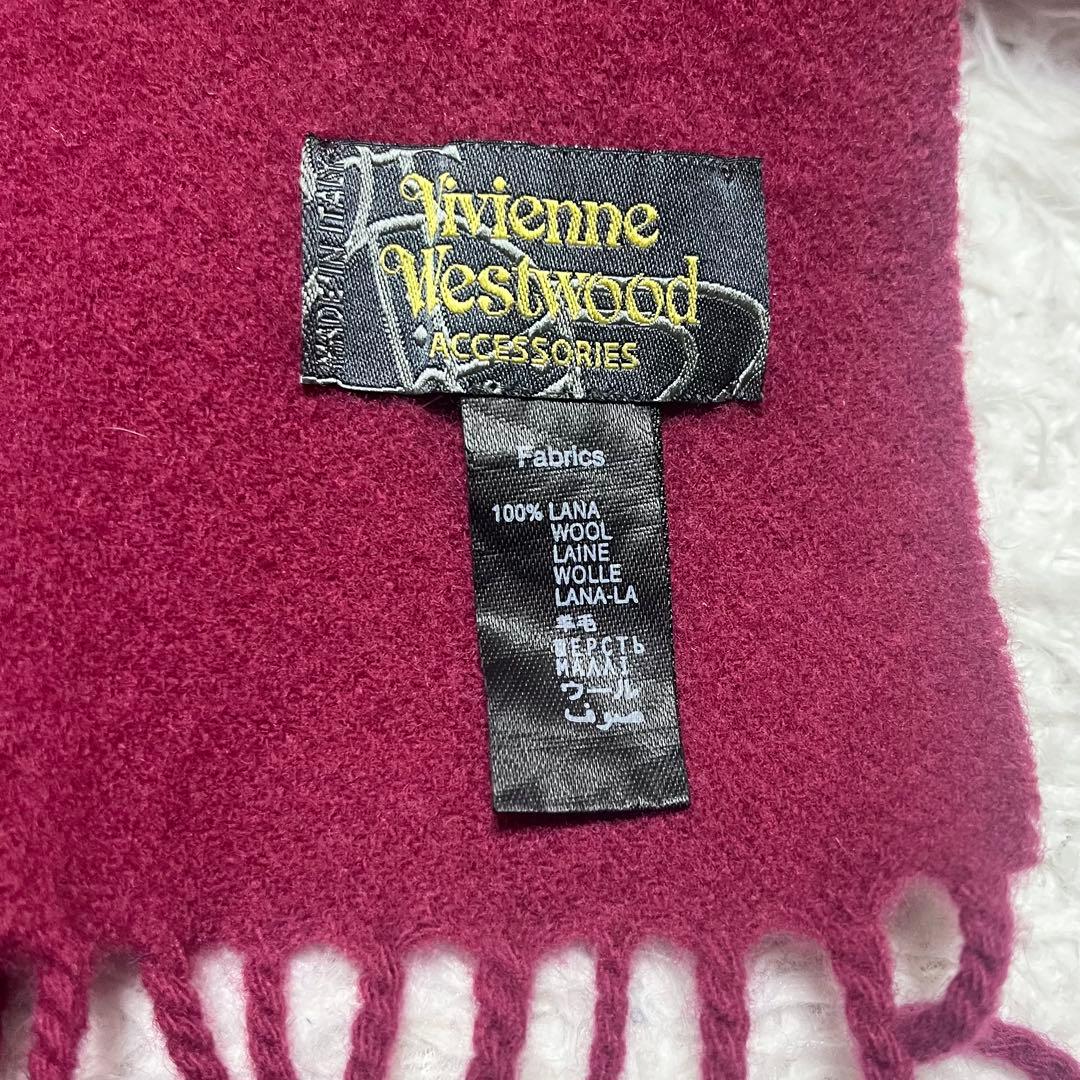 MADE IN ITALY
Vivienne
Westwood
ACCESSORIES
Fabrics
100% LANA
WOOL
LAINE
WOLLE
LANA-LA
羊毛
ШЕРСТЬ
ΜΑΛΛΙ
ウール
صوف